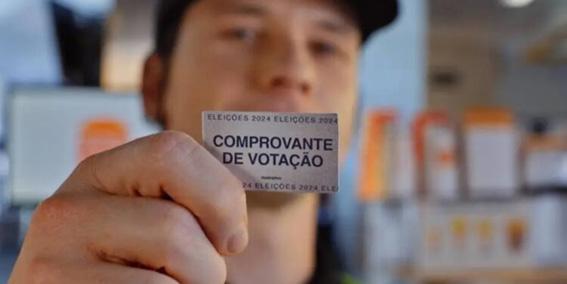 ELEIÇÕES 2024 ELEIÇÕES 2024
COMPROVANTE
DE VOTAÇÃO
2024 ELEIÇÕES 2024 ELE